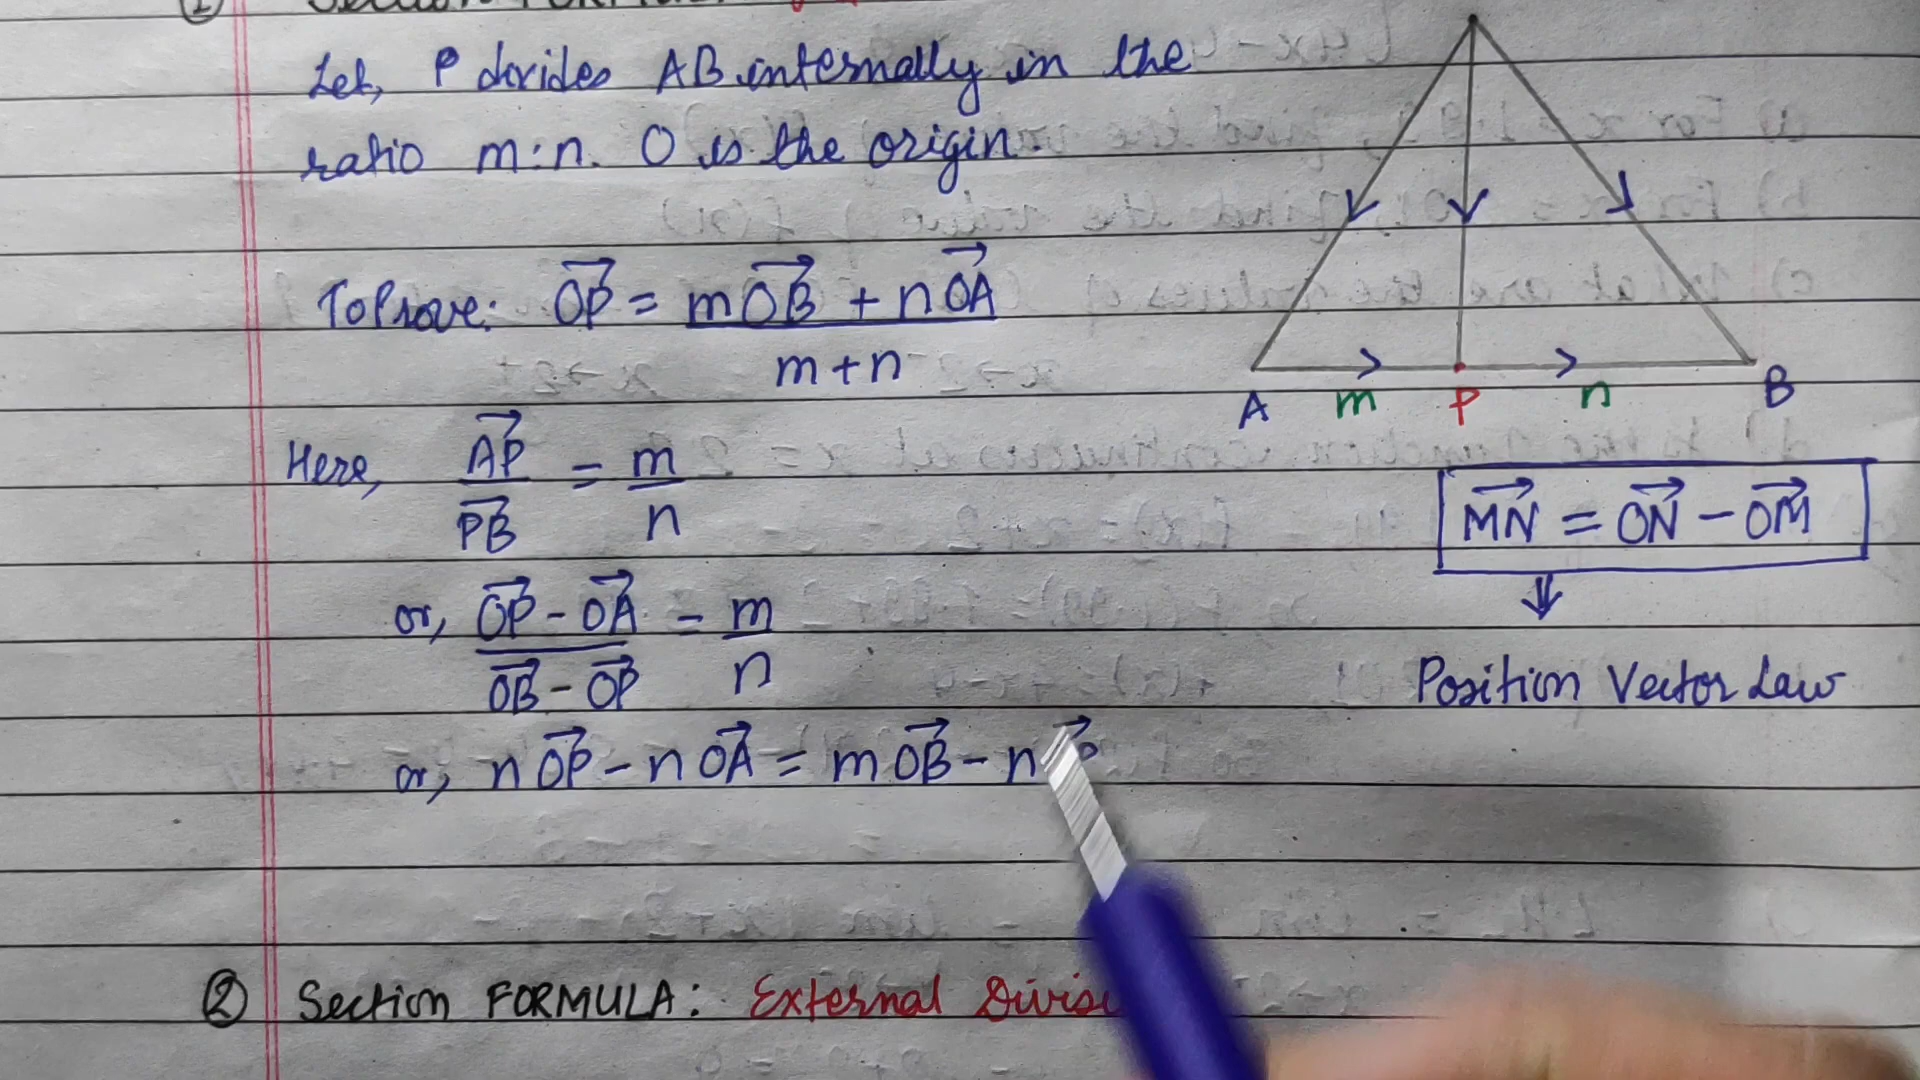 Let, P divides AB internally in the
ratio m:n. O is the origin.
To Prove: OP⃗ = (mOB⃗ + nOA⃗)/(m+n)
A m P n B
Here, AP⃗/PB⃗ = m/n
MN⃗ = ON⃗ - OM⃗
or, (OP⃗ - OA⃗)/(OB⃗ - OP⃗) = m/n
Position Vector Law
or, nOP⃗ - nOA⃗ = mOB⃗ - n
② Section FORMULA: External